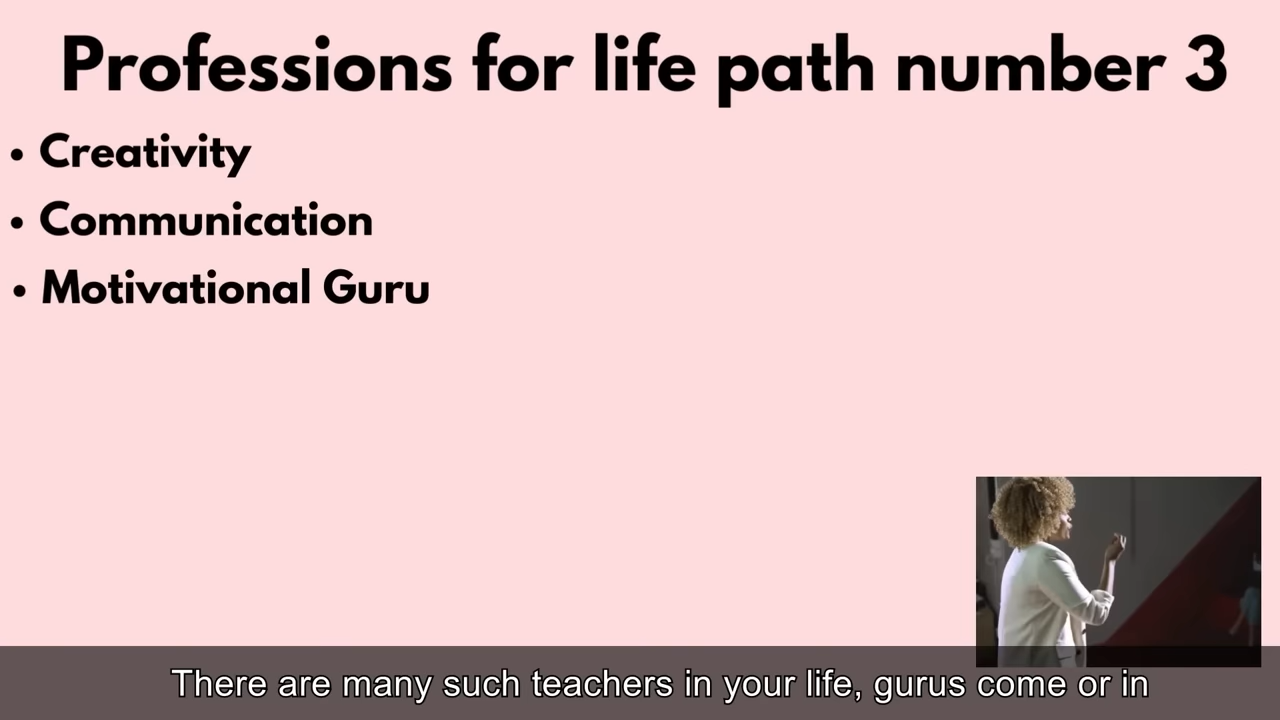 Professions for life path number 3
• Creativity
• Communication
• Motivational Guru
There are many such teachers in your life, gurus come or in